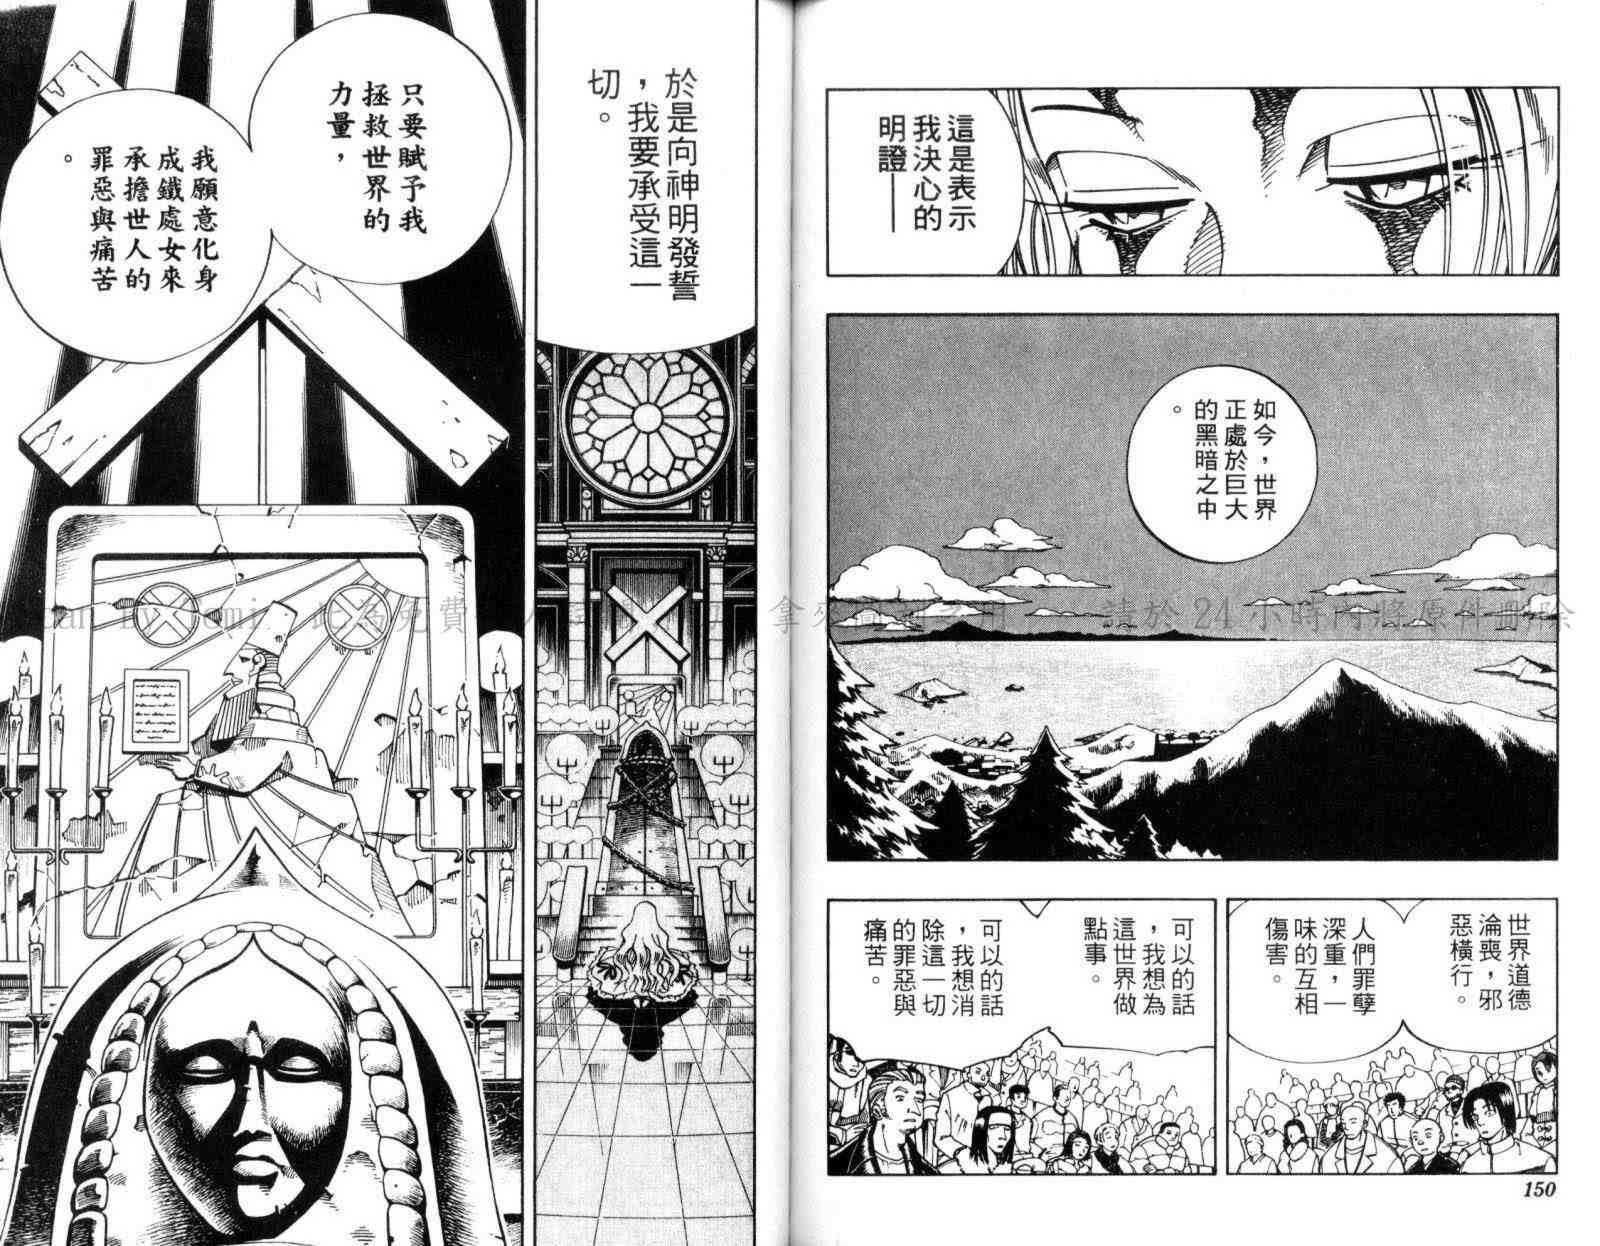 這是表示
我決心的
明證——
如今，世界
正處於巨大
的黑暗之中
。
世界道德
淪喪，邪
惡橫行。
人們罪孽
深重，一
味的互相
傷害。
可以的話
，我想為
這世界做
點事。
可以的話
，我想消
除這一切
的罪惡與
痛苦。
150
於是向神明發誓
，我要承受這一
切。
只要賦予我
拯救世界的
力量，
我願意化身
成鐵處女來
承擔世人的
罪惡與痛苦
。
by Tomi 此為免費 請於24小時內將原件刪除